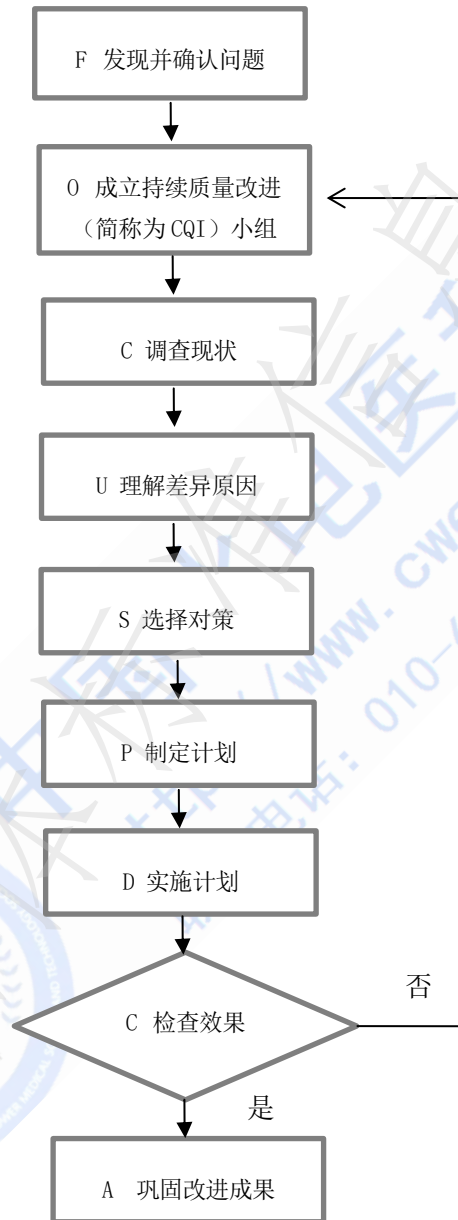 F 发现并确认问题
O 成立持续质量改进
（简称为CQI）小组
C 调查现状
U 理解差异原因
S 选择对策
P 制定计划
D 实施计划
C 检查效果
否
是
A 巩固改进成果